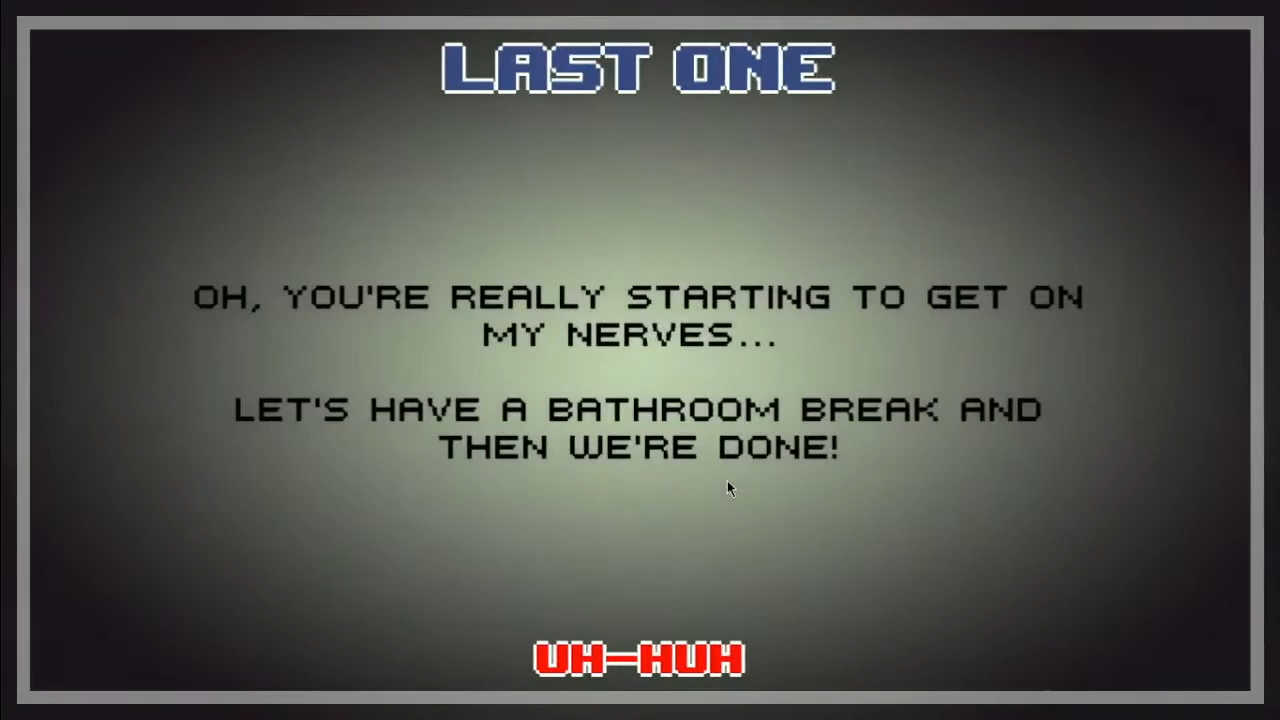 LAST ONE
OH, YOU'RE REALLY STARTING TO GET ON
MY NERVES...
LET'S HAVE A BATHROOM BREAK AND
THEN WE'RE DONE!
UH-HUH